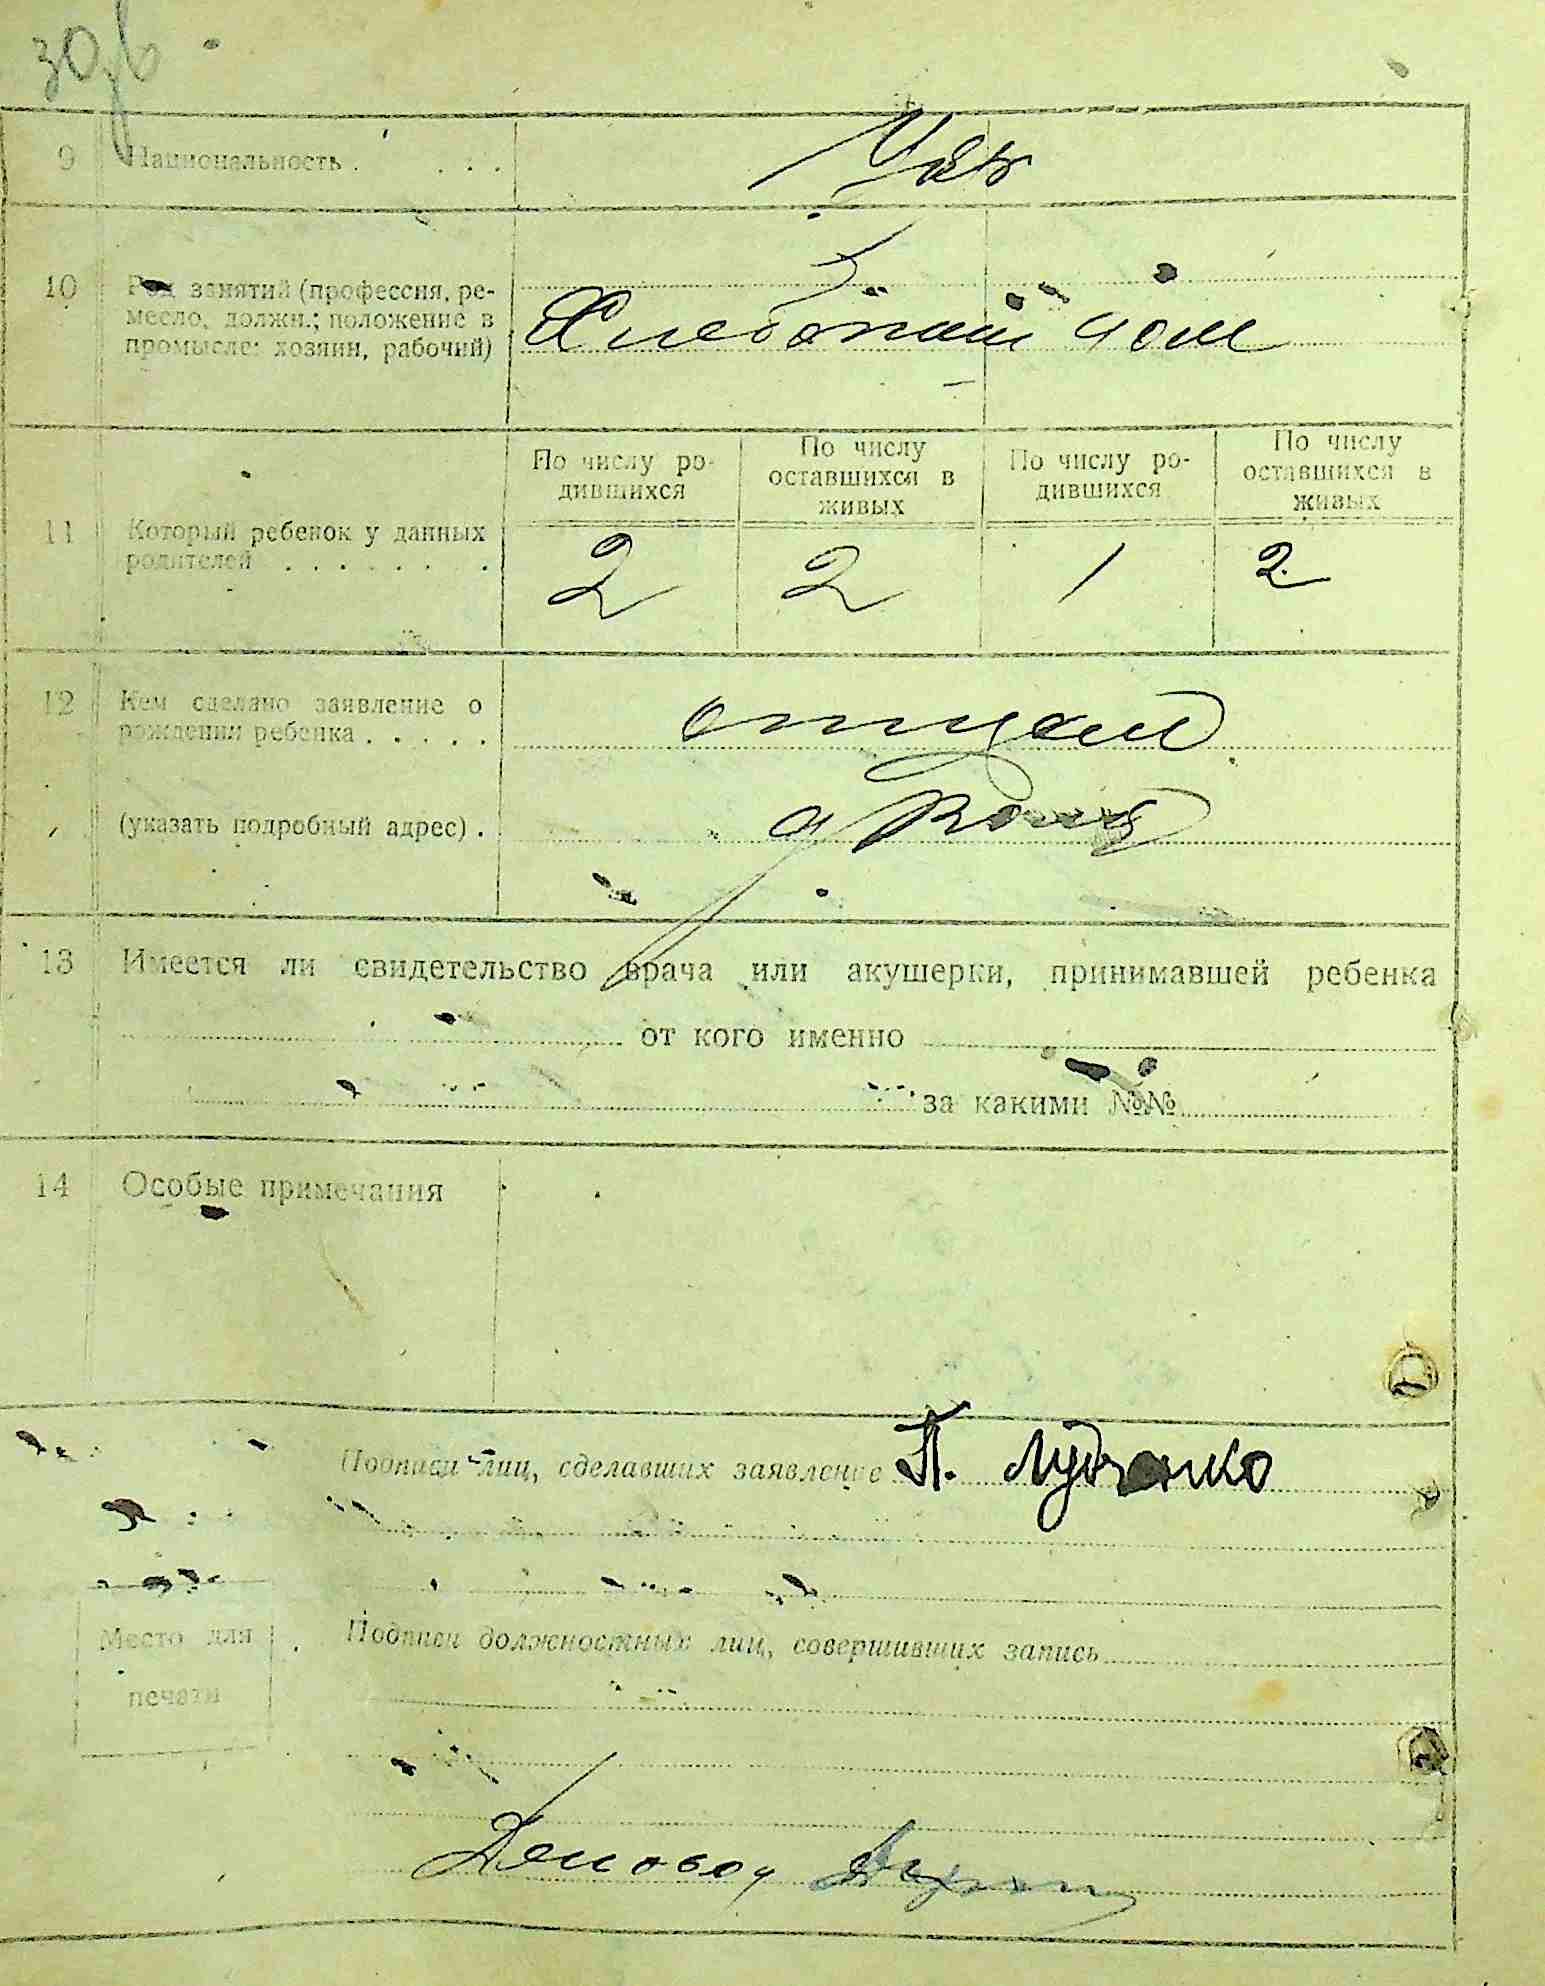 9 Национальность . . . . Укр
10 Род занятий (профессия, ре-
месло, должн.; положение в
промысле: хозяин, рабочий)
По числу ро-
дившихся
По числу
оставшихся в
живых
По числу ро-
дившихся
По числу
оставшихся в
живых
11 Который ребенок у данных
родителей . . . . . . . 2 2 1 2
12 Кем сделано заявление о
рождении ребенка . . . . . отцем
(указать подробный адрес) .
13 Имеется ли свидетельство врача или акушерки, принимавшей ребенка
от кого именно
за какими №№
14 Особые примечания
Подписи лиц, сделавших заявление П. Лудченко
Место для
печати
Подписи должностных лиц, совершивших запись
Деловод